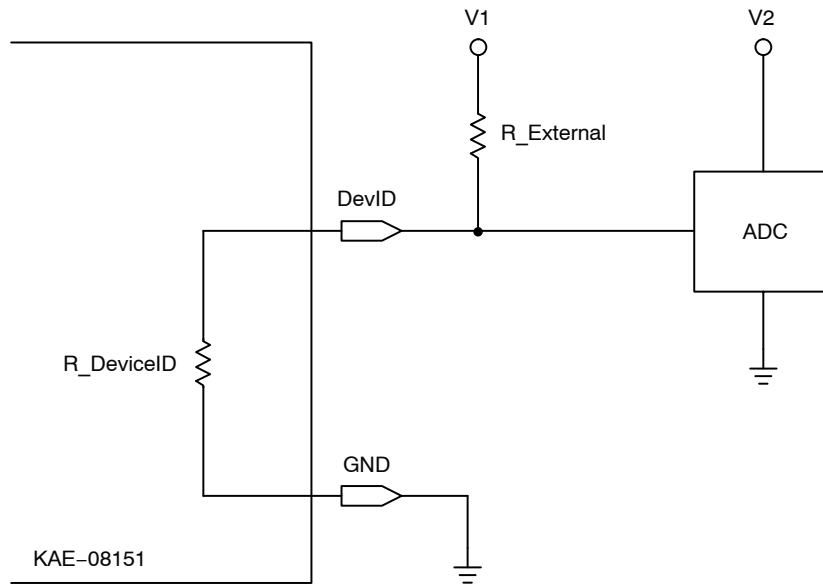 V1
V2
R_External
DevID
ADC
R_DeviceID
GND
KAE−08151